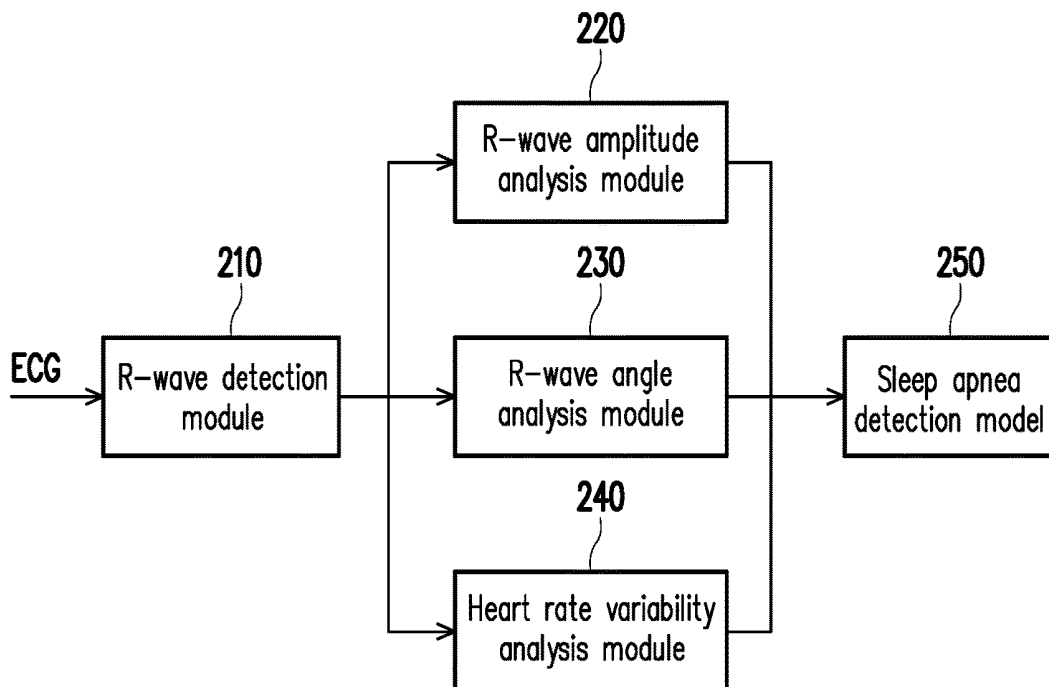 220
R-wave amplitude
analysis module
210
230
250
ECG
R-wave detection
module
R-wave angle
analysis module
Sleep apnea
detection model
240
Heart rate variability
analysis module